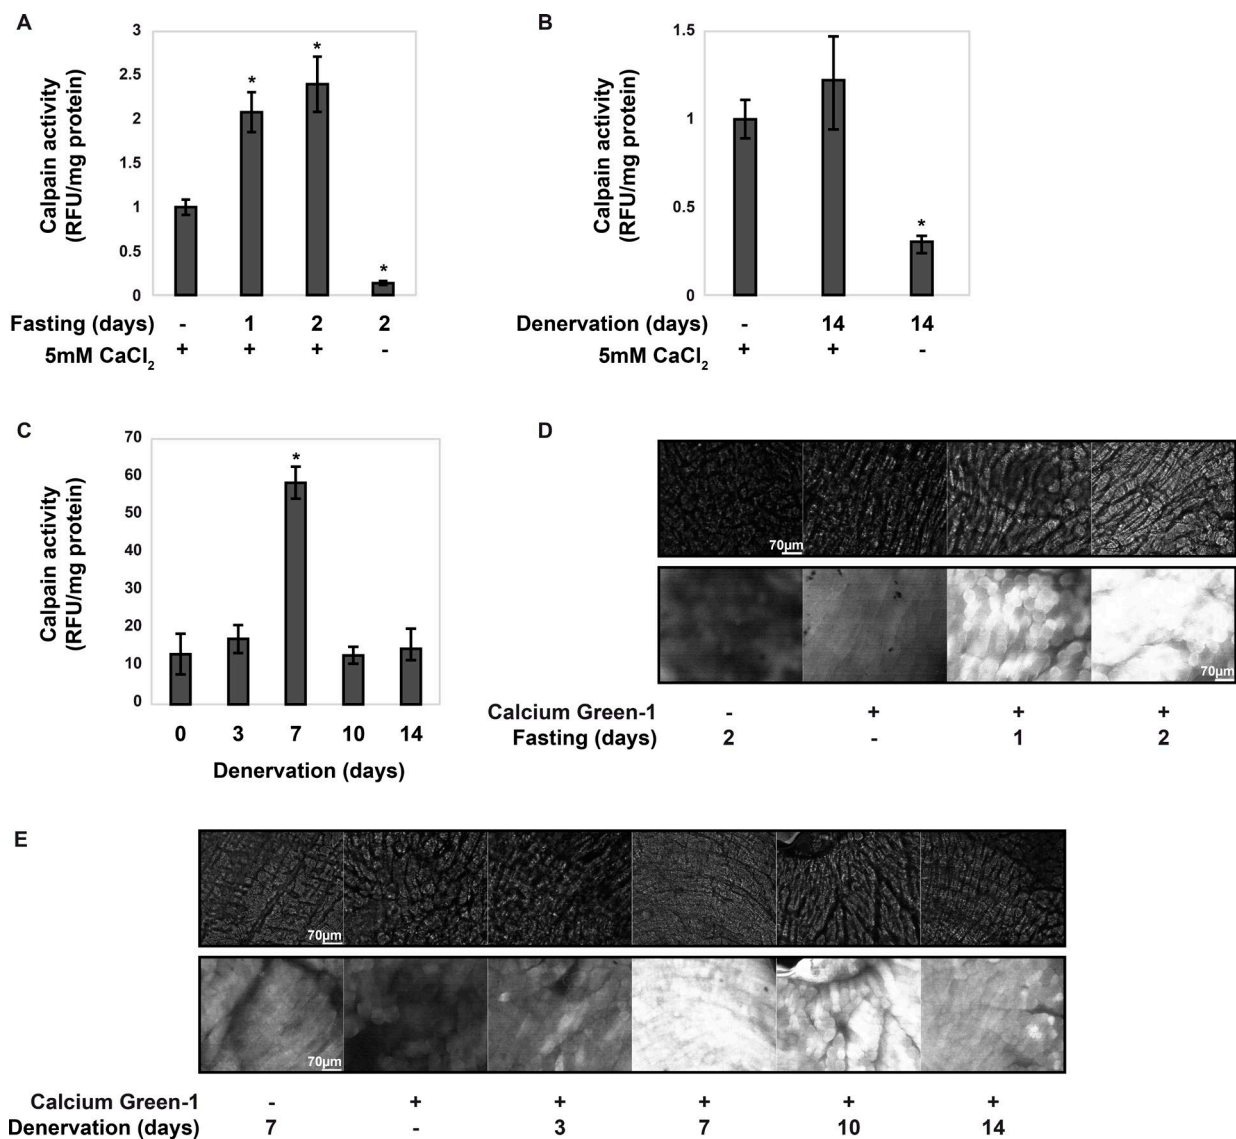 A
Calpain activity
(RFU/mg protein)
3
2.5
2
1.5
1
0.5
0
*
*
*
Fasting (days) - 1 2 2
5mM CaCl2 + + + -
B
Calpain activity
(RFU/mg protein)
1.5
1
0.5
0
*
Denervation (days) - 14 14
5mM CaCl2 + + -
C
Calpain activity
(RFU/mg protein)
70
60
50
40
30
20
10
0
*
0 3 7 10 14
Denervation (days)
D
70µm
70µm
Calcium Green-1 - + + +
Fasting (days) 2 - 1 2
E
70µm
70µm
Calcium Green-1 - + + + + +
Denervation (days) 7 - 3 7 10 14